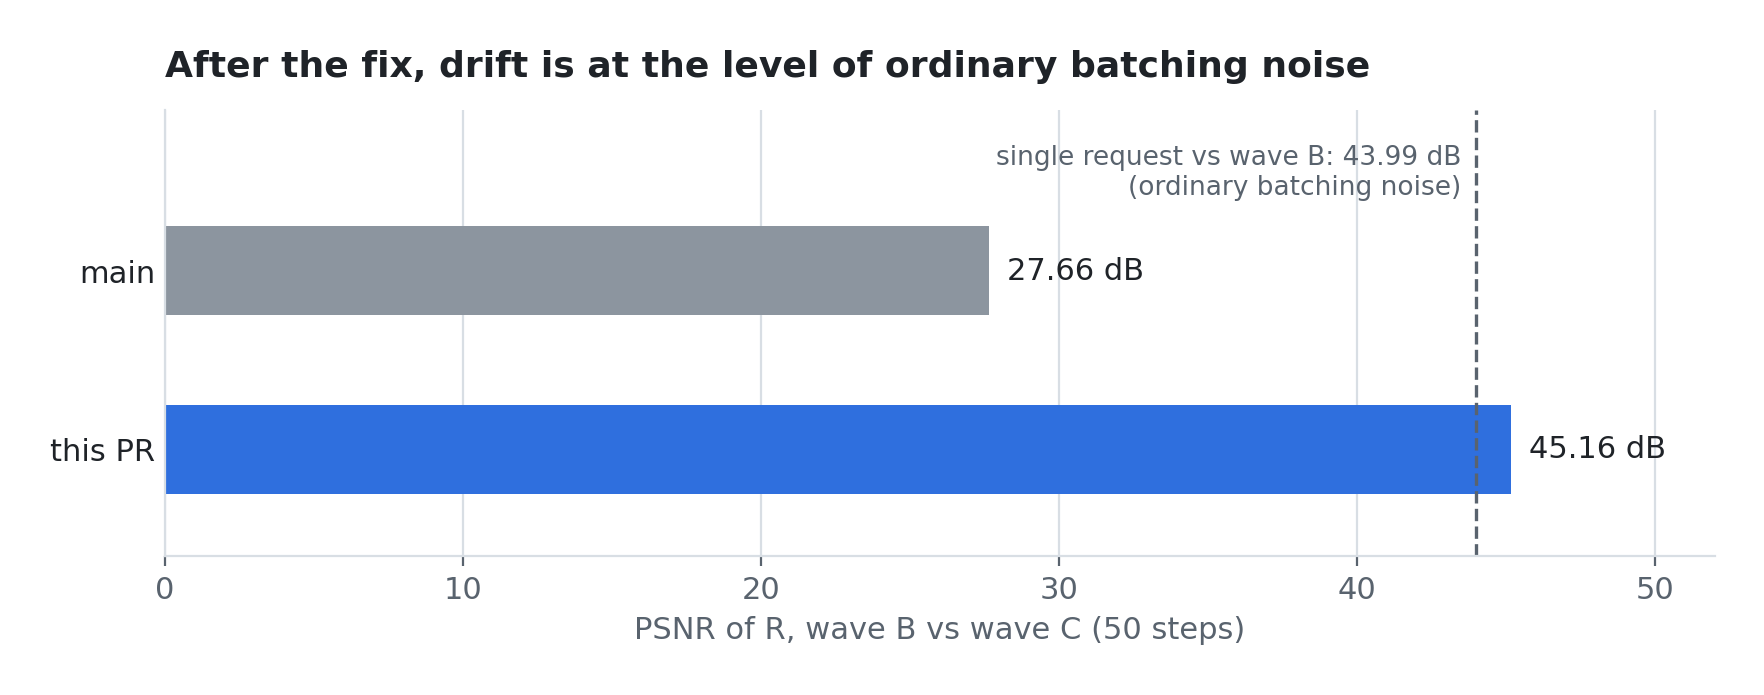 After the fix, drift is at the level of ordinary batching noise
single request vs wave B: 43.99 dB
(ordinary batching noise)
main
27.66 dB
this PR
45.16 dB
0 10 20 30 40 50
PSNR of R, wave B vs wave C (50 steps)